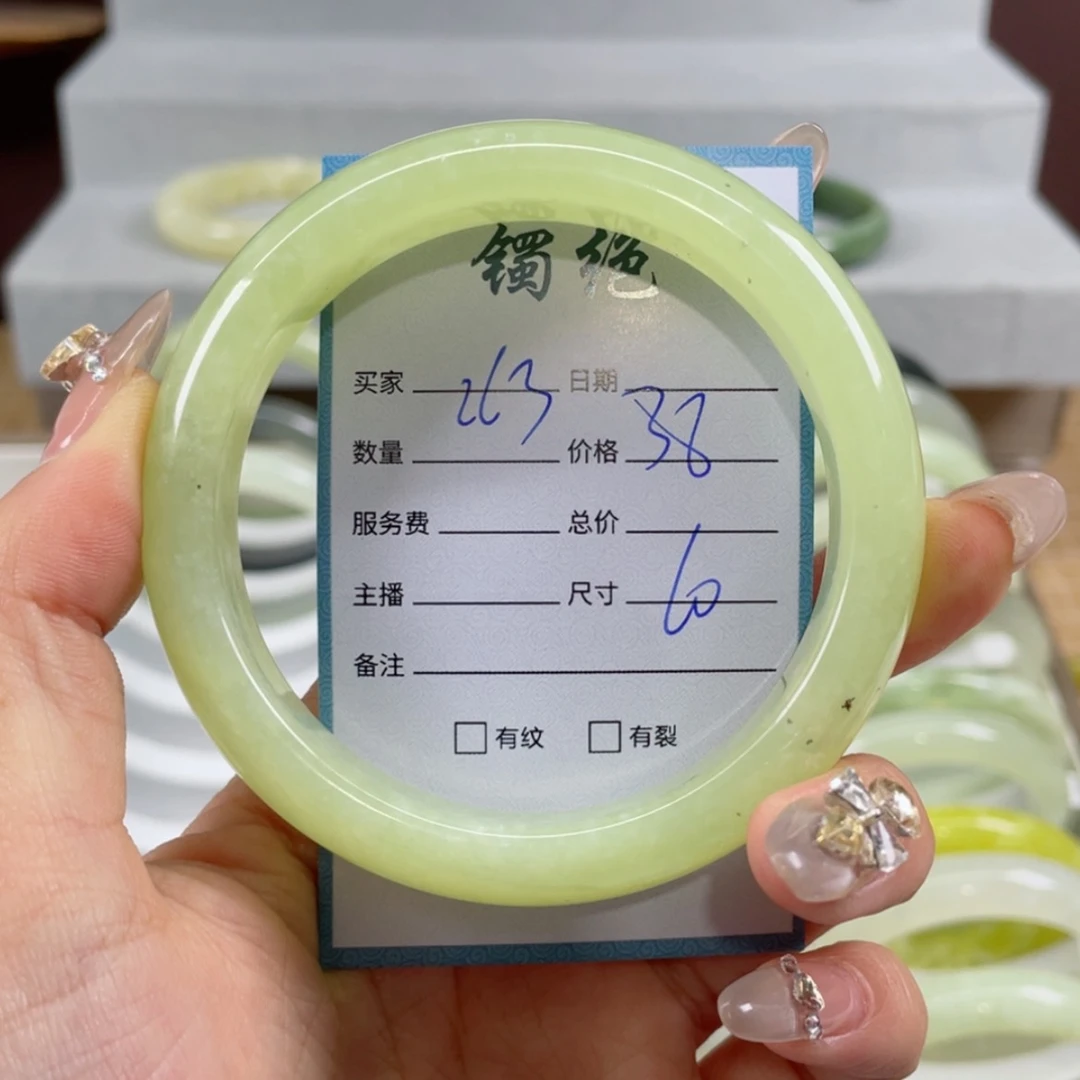 镯绝
买家 263 日期
数量 价格 38
服务费 总价
主播 尺寸 60
备注
有纹 有裂